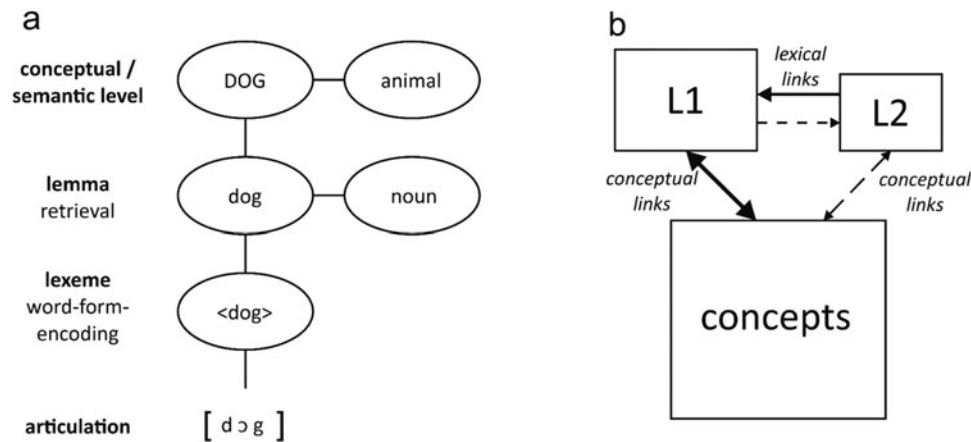 a
conceptual /
semantic level
DOG
animal
lemma
retrieval
dog
noun
lexeme
word-form-
encoding
<dog>
articulation
[ d ɔ g ]
b
lexical
links
L1
L2
conceptual
links
conceptual
links
concepts